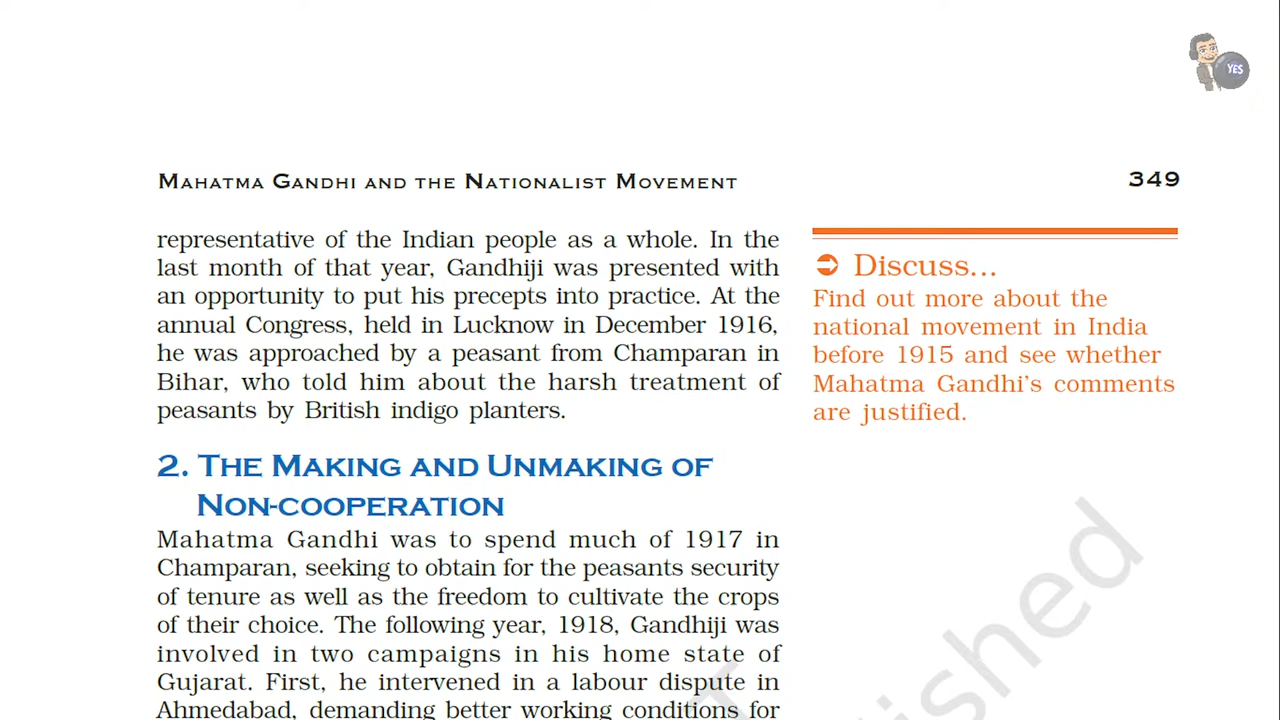 YES
MAHATMA GANDHI AND THE NATIONALIST MOVEMENT
349
representative of the Indian people as a whole. In the
last month of that year, Gandhiji was presented with
an opportunity to put his precepts into practice. At the
annual Congress, held in Lucknow in December 1916,
he was approached by a peasant from Champaran in
Bihar, who told him about the harsh treatment of
peasants by British indigo planters.
2. THE MAKING AND UNMAKING OF
NON-COOPERATION
Mahatma Gandhi was to spend much of 1917 in
Champaran, seeking to obtain for the peasants security
of tenure as well as the freedom to cultivate the crops
of their choice. The following year, 1918, Gandhiji was
involved in two campaigns in his home state of
Gujarat. First, he intervened in a labour dispute in
Ahmedabad, demanding better working conditions for
Discuss...
Find out more about the
national movement in India
before 1915 and see whether
Mahatma Gandhi's comments
are justified.